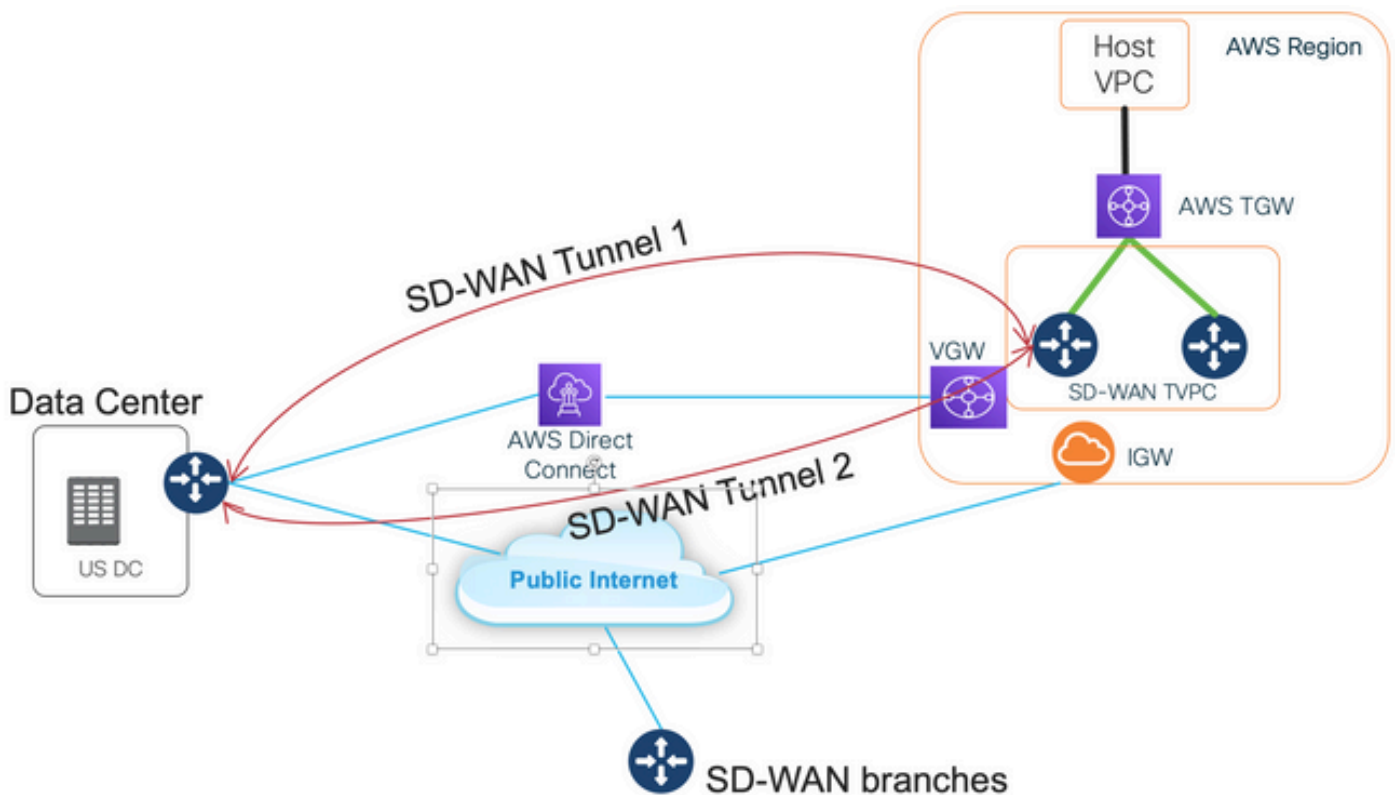 Host
VPC
AWS Region
AWS TGW
SD-WAN Tunnel 1
VGW
SD-WAN TVPC
Data Center
AWS Direct
Connect
IGW
SD-WAN Tunnel 2
US DC
Public Internet
SD-WAN branches